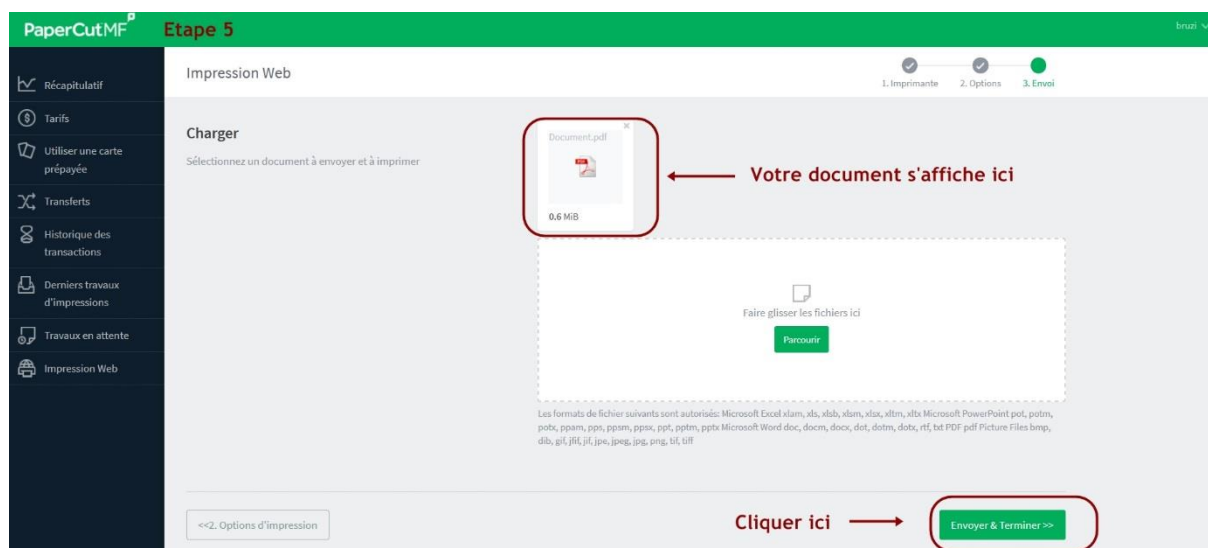 PaperCutMF
Etape 5
bruzi
Récapitulatif
Tarifs
Utiliser une carte
prépayée
Transferts
Historique des
transactions
Derniers travaux
d'impressions
Travaux en attente
Impression Web
Impression Web
1. Imprimante
2. Options
3. Envoi
Charger
Sélectionnez un document à envoyer et à imprimer
Document.pdf
0.6 MiB
Votre document s'affiche ici
Faire glisser les fichiers ici
Parcourir
Les formats de fichier suivants sont autorisés: Microsoft Excel xlam, xls, xlsb, xlsm, xlsx, xltm, xltx Microsoft PowerPoint pot, potm,
potx, ppam, pps, ppsm, ppsx, ppt, pptm, pptx Microsoft Word doc, docm, docx, dot, dotm, dotx, rtf, txt PDF pdf Picture Files bmp,
dib, gif, jfif, jif, jpe, jpeg, jpg, png, tif, tiff
<<2. Options d'impression
Cliquer ici
Envoyer & Terminer >>